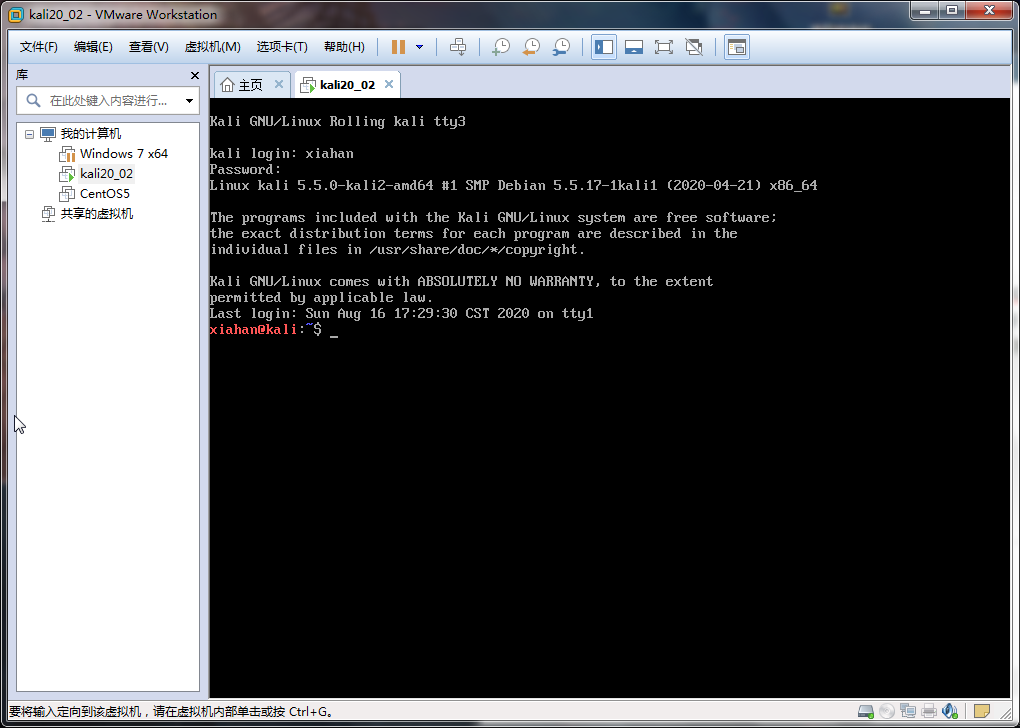 kali20_02 - VMware Workstation
文件(F) 编辑(E) 查看(V) 虚拟机(M) 选项卡(T) 帮助(H)
库
在此处键入内容进行...
我的计算机
Windows 7 x64
kali20_02
CentOS5
共享的虚拟机
主页 kali20_02
Kali GNU/Linux Rolling kali tty3
kali login: xiahan
Password:
Linux kali 5.5.0-kali2-amd64 #1 SMP Debian 5.5.17-1kali1 (2020-04-21) x86_64
The programs included with the Kali GNU/Linux system are free software;
the exact distribution terms for each program are described in the
individual files in /usr/share/doc/*/copyright.
Kali GNU/Linux comes with ABSOLUTELY NO WARRANTY, to the extent
permitted by applicable law.
Last login: Sun Aug 16 17:29:30 CST 2020 on tty1
xiahan@kali:~$ _
要将输入定向到该虚拟机，请在虚拟机内部单击或按 Ctrl+G。